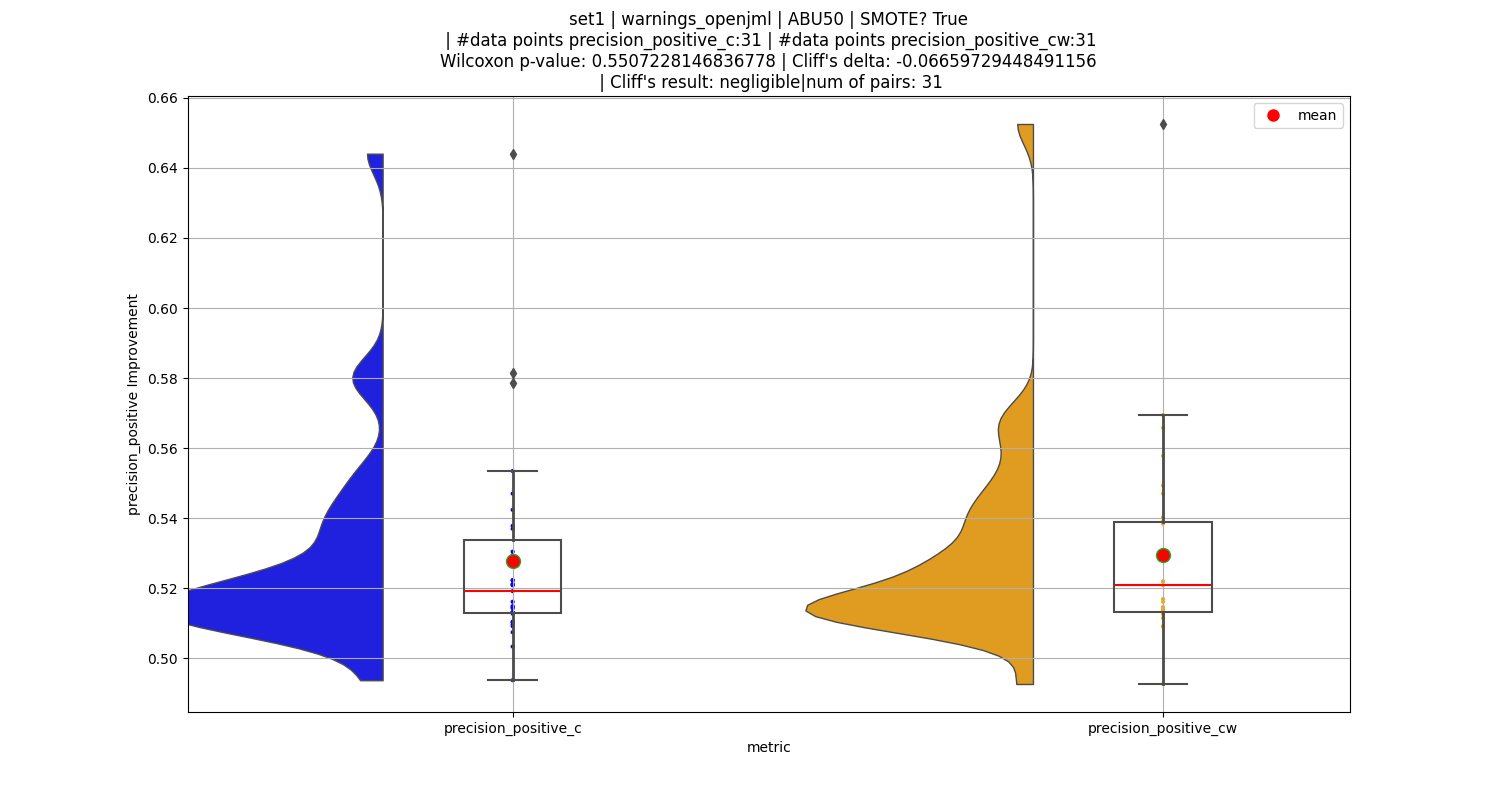 set1 | warnings_openjml | ABU50 | SMOTE? True
| #data points precision_positive_c:31 | #data points precision_positive_cw:31
Wilcoxon p-value: 0.5507228146836778 | Cliff's delta: -0.06659729448491156
| Cliff's result: negligible|num of pairs: 31
mean
0.66
0.64
0.62
0.60
0.58
0.56
0.54
0.52
0.50
precision_positive Improvement
precision_positive_c
precision_positive_cw
metric